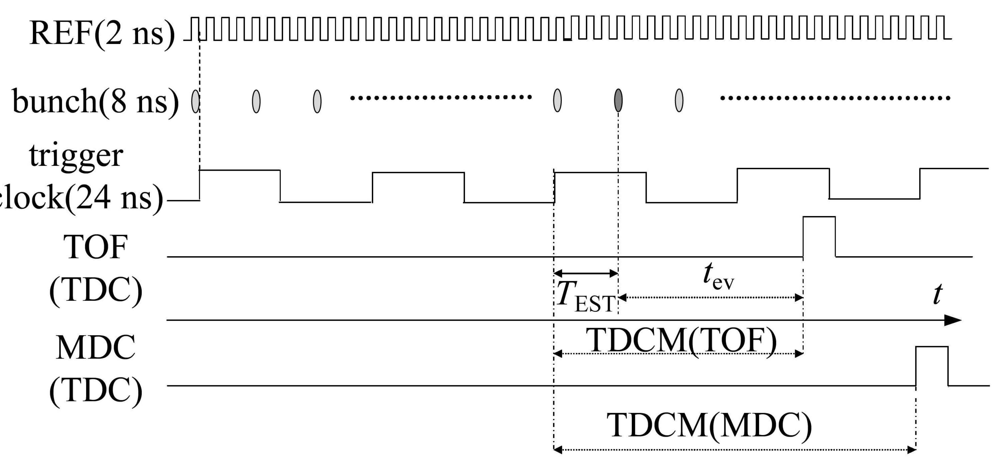 REF(2 ns)
bunch(8 ns)
trigger
clock(24 ns)
TOF
(TDC)
T_EST
t_ev
t
TDCM(TOF)
MDC
(TDC)
TDCM(MDC)